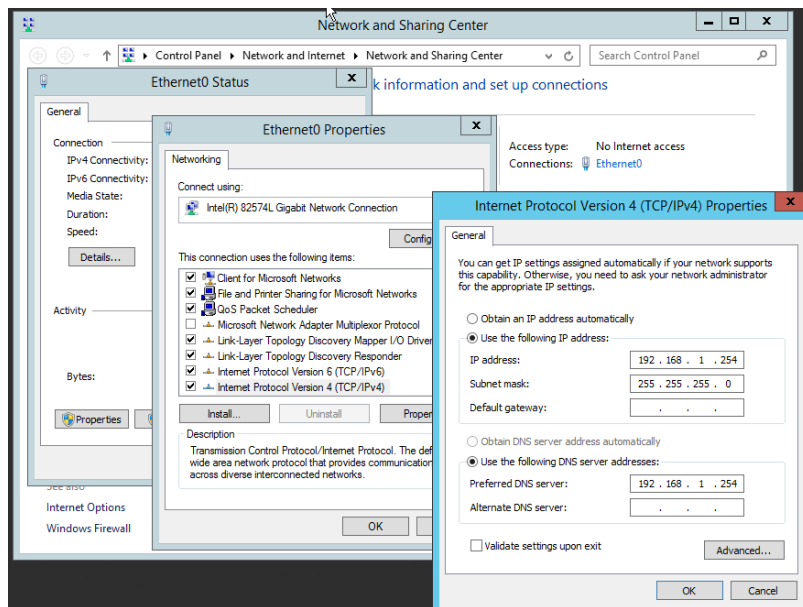 Network and Sharing Center
Control Panel Network and Internet Network and Sharing Center
Search Control Panel
k information and set up connections
Access type: No Internet access
Connections: Ethernet0
See also
Internet Options
Windows Firewall
Ethernet0 Status
General
Connection
IPv4 Connectivity:
IPv6 Connectivity:
Media State:
Duration:
Speed:
Details...
Activity
Bytes:
Properties
Ethernet0 Properties
Networking
Connect using:
Intel(R) 82574L Gigabit Network Connection
Config
This connection uses the following items:
Client for Microsoft Networks
File and Printer Sharing for Microsoft Networks
QoS Packet Scheduler
Microsoft Network Adapter Multiplexor Protocol
Link-Layer Topology Discovery Mapper I/O Driver
Link-Layer Topology Discovery Responder
Internet Protocol Version 6 (TCP/IPv6)
Internet Protocol Version 4 (TCP/IPv4)
Install...
Uninstall
Proper
Description
Transmission Control Protocol/Internet Protocol. The def
wide area network protocol that provides communication
across diverse interconnected networks.
OK
Internet Protocol Version 4 (TCP/IPv4) Properties
General
You can get IP settings assigned automatically if your network supports
this capability. Otherwise, you need to ask your network administrator
for the appropriate IP settings.
Obtain an IP address automatically
Use the following IP address:
IP address: 192 . 168 . 1 . 254
Subnet mask: 255 . 255 . 255 . 0
Default gateway: . . .
Obtain DNS server address automatically
Use the following DNS server addresses:
Preferred DNS server: 192 . 168 . 1 . 254
Alternate DNS server: . . .
Validate settings upon exit
Advanced...
OK
Cancel